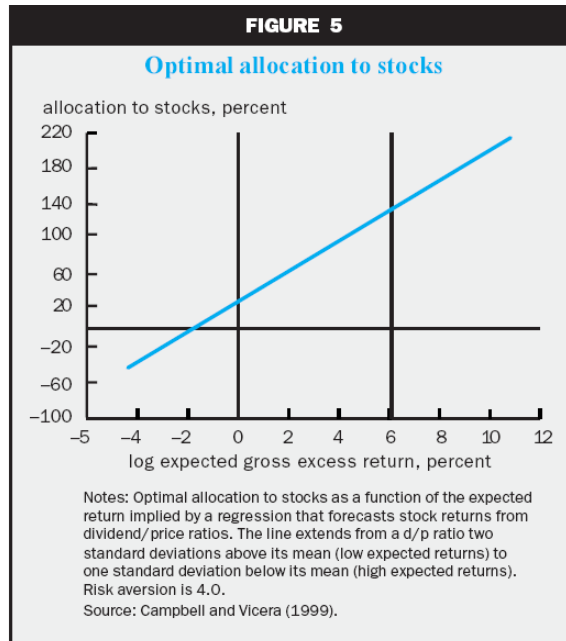 FIGURE 5
Optimal allocation to stocks
allocation to stocks, percent
220
180
140
100
60
20
−20
−60
−100
−5 −4 −2 0 2 4 6 8 10 12
log expected gross excess return, percent
Notes: Optimal allocation to stocks as a function of the expected
return implied by a regression that forecasts stock returns from
dividend/price ratios. The line extends from a d/p ratio two
standard deviations above its mean (low expected returns) to
one standard deviation below its mean (high expected returns).
Risk aversion is 4.0.
Source: Campbell and Vicera (1999).